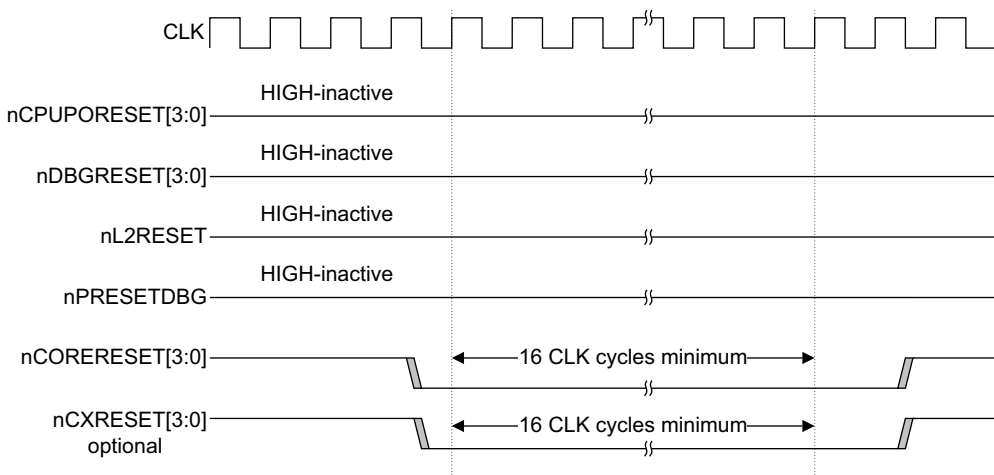 CLK
HIGH-inactive
nCPUPORESET[3:0]
HIGH-inactive
nDBGRESET[3:0]
HIGH-inactive
nL2RESET
HIGH-inactive
nPRESETDBG
nCORERESET[3:0]
16 CLK cycles minimum
nCXRESET[3:0]
optional
16 CLK cycles minimum